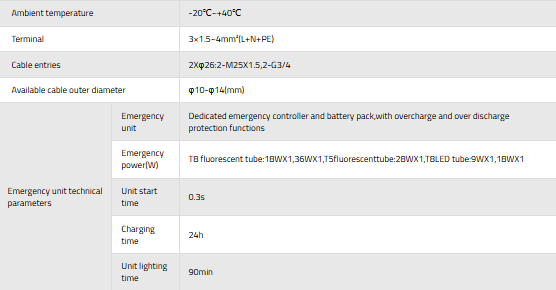 Ambient temperature -20℃~+40℃
Terminal 3×1.5~4mm²(L+N+PE)
Cable entries 2Xφ26:2-M25X1.5,2-G3/4
Available cable outer diameter φ10~φ14(mm)
Emergency unit technical parameters
Emergency unit Dedicated emergency controller and battery pack,with overcharge and over discharge protection functions
Emergency power(W) T8 fluorescent tube:18WX1,36WX1,T5fluorescenttube:28WX1,T8LED tube:9WX1,18WX1
Unit start time 0.3s
Charging time 24h
Unit lighting time 90min